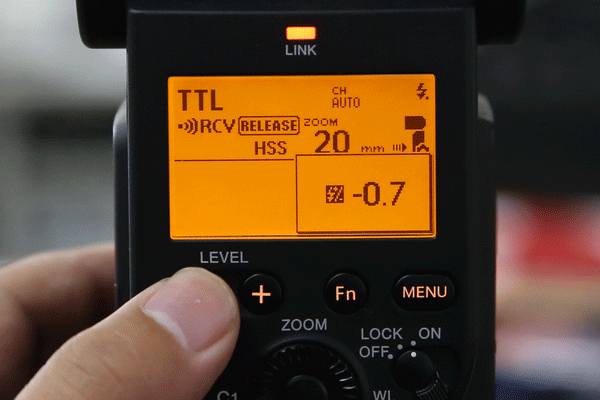 LINK
TTL
CH
AUTO
RCV RELEASE ZOOM
HSS 20 mm
-0.7
LEVEL
+ Fn MENU
ZOOM
LOCK ON
OFF
C1